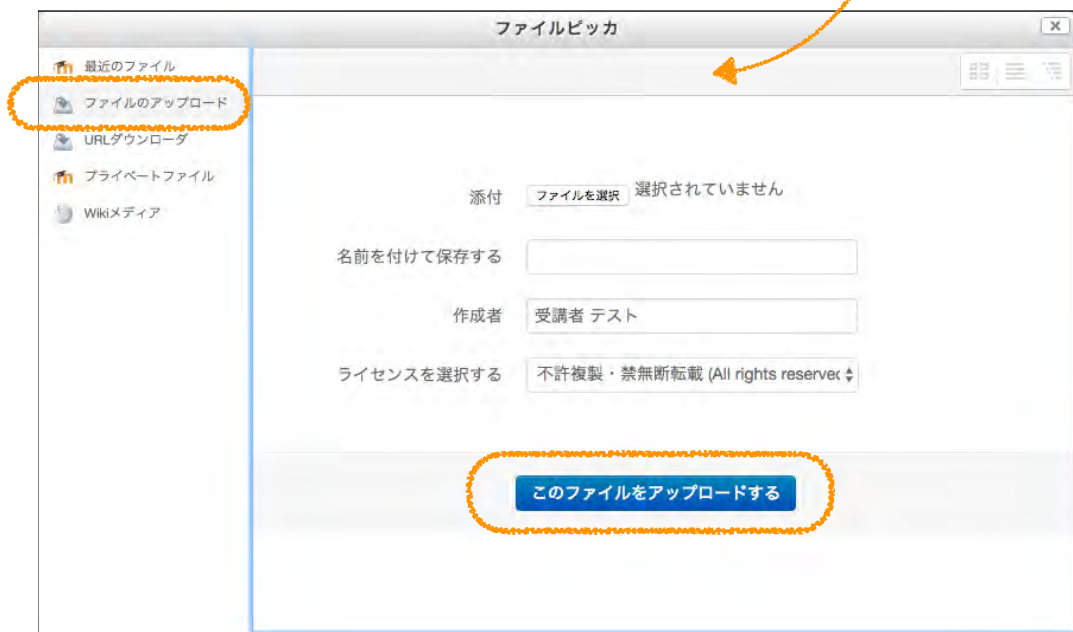 ファイルピッカ
最近のファイル
ファイルのアップロード
URLダウンローダ
プライベートファイル
Wikiメディア
添付 ファイルを選択 選択されていません
名前を付けて保存する
作成者 受講者 テスト
ライセンスを選択する 不許複製・禁無断転載 (All rights reserved
このファイルをアップロードする